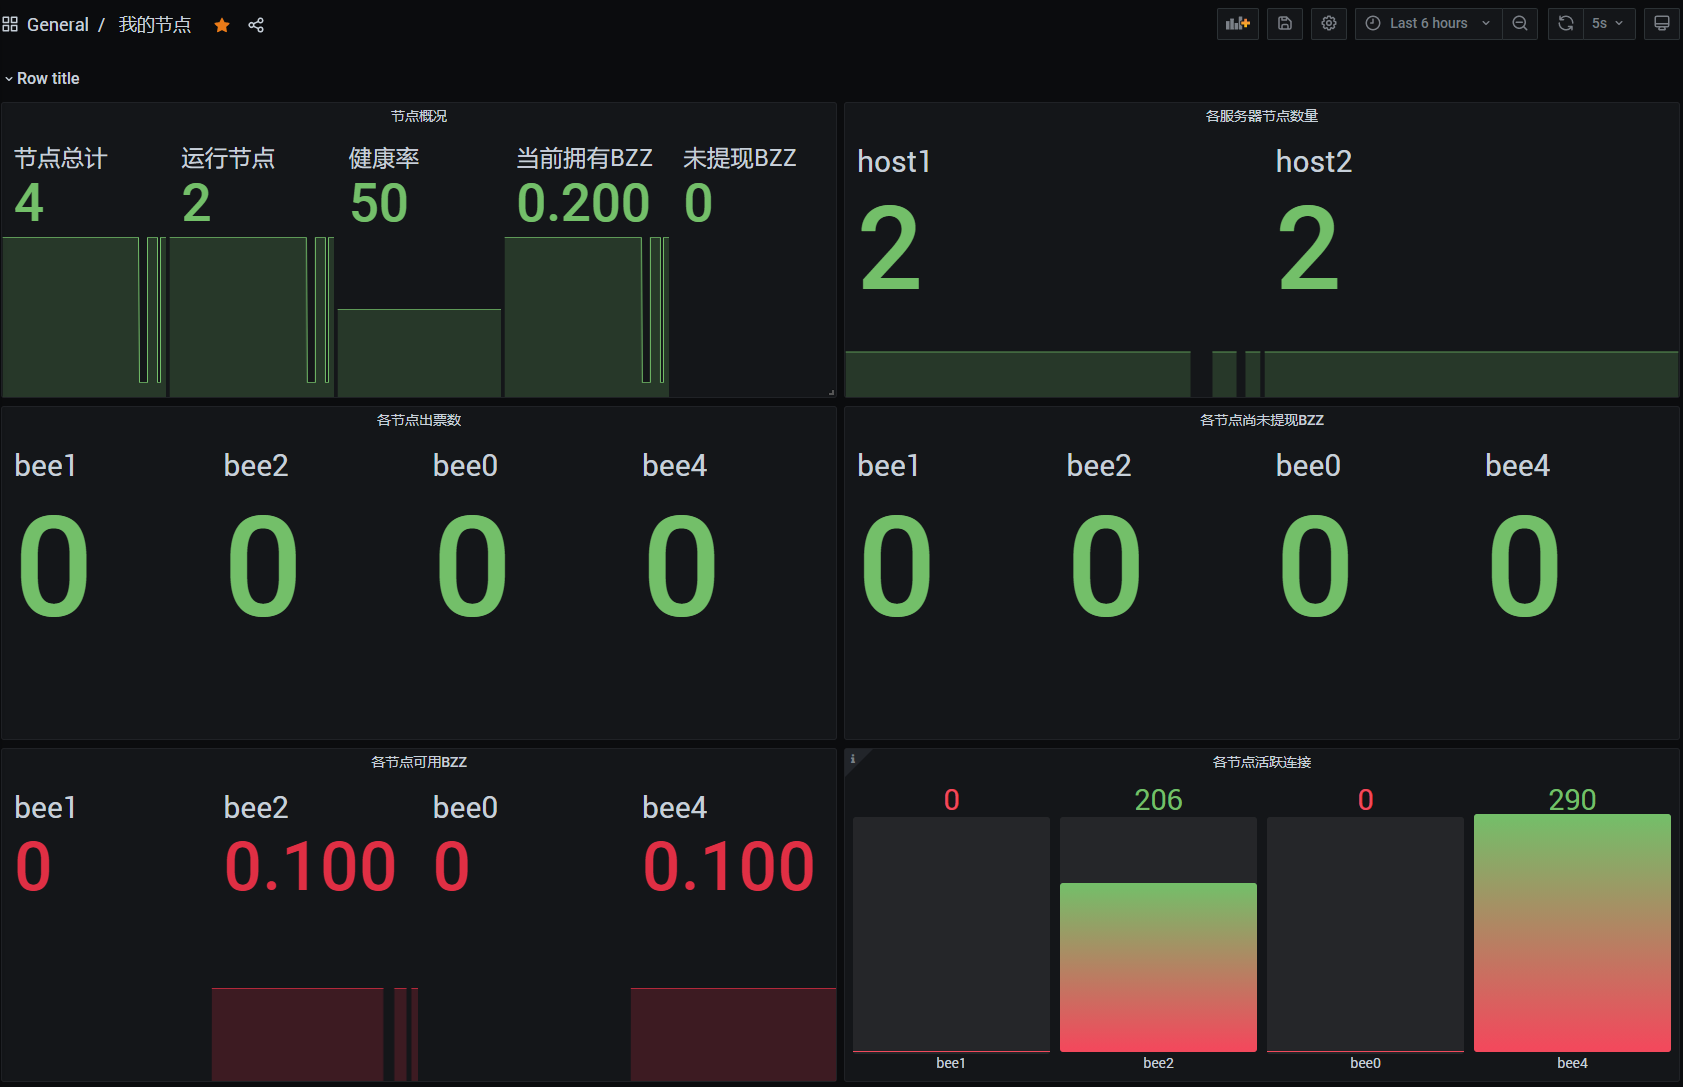 General / 我的节点
Last 6 hours
5s
Row title
节点概况
节点总计
4
运行节点
2
健康率
50
当前拥有BZZ
0.200
未提现BZZ
0
各服务器节点数量
host1
2
host2
2
各节点出票数
bee1
0
bee2
0
bee0
0
bee4
0
各节点尚未提现BZZ
bee1
0
bee2
0
bee0
0
bee4
0
各节点可用BZZ
bee1
0
bee2
0.100
bee0
0
bee4
0.100
i
各节点活跃连接
0
206
0
290
bee1
bee2
bee0
bee4